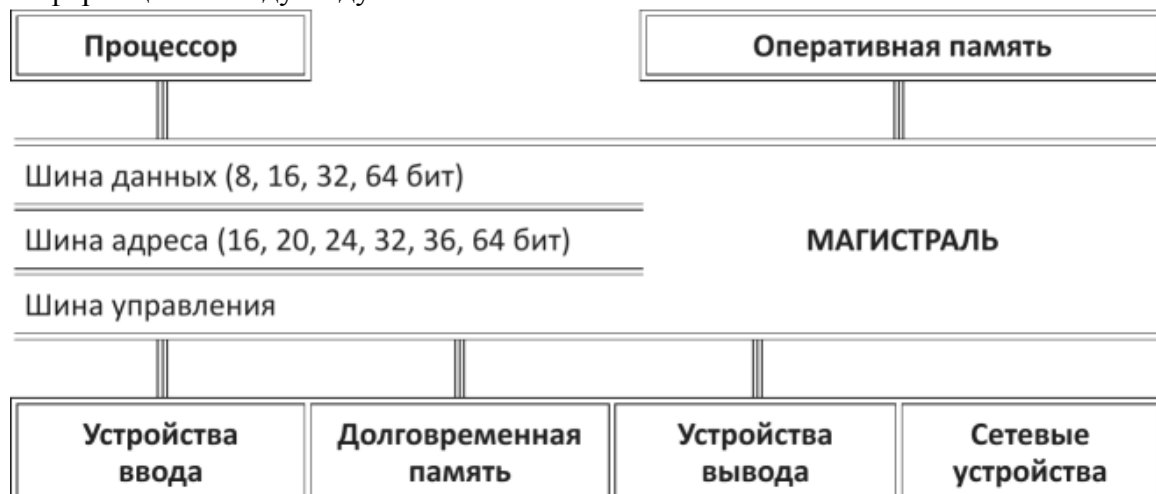 Процессор
Оперативная память
Шина данных (8, 16, 32, 64 бит)
Шина адреса (16, 20, 24, 32, 36, 64 бит)
МАГИСТРАЛЬ
Шина управления
Устройства
ввода
Долговременная
память
Устройства
вывода
Сетевые
устройства